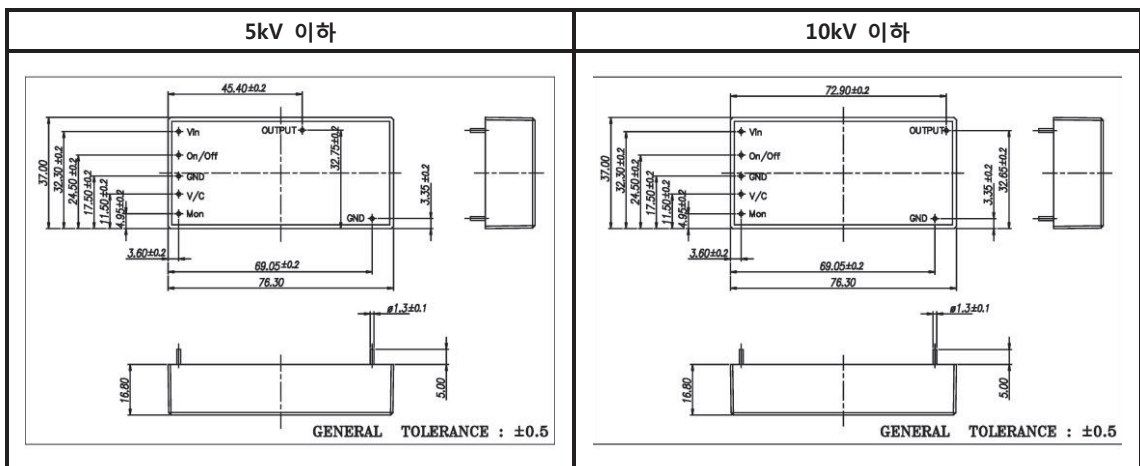 5kV 이하
10kV 이하
45.40±0.2
Vin
OUTPUT
On/Off
GND
V/C
Mon
GND
37.00
32.30 ±0.2
24.50 ±0.2
17.50 ±0.2
11.50 ±0.2
4.95±0.2
32.75±0.2
3.35 ±0.2
3.60±0.2
69.05±0.2
76.30
ø1.3±0.1
16.80
5.00
GENERAL TOLERANCE : ±0.5
72.90±0.2
Vin
OUTPUT
On/Off
GND
V/C
Mon
GND
37.00
32.30 ±0.2
24.50 ±0.2
17.50 ±0.2
11.50 ±0.2
4.95±0.2
3.35 ±0.2
32.65±0.2
3.60±0.2
69.05±0.2
76.30
ø1.3±0.1
16.80
5.00
GENERAL TOLERANCE : ±0.5